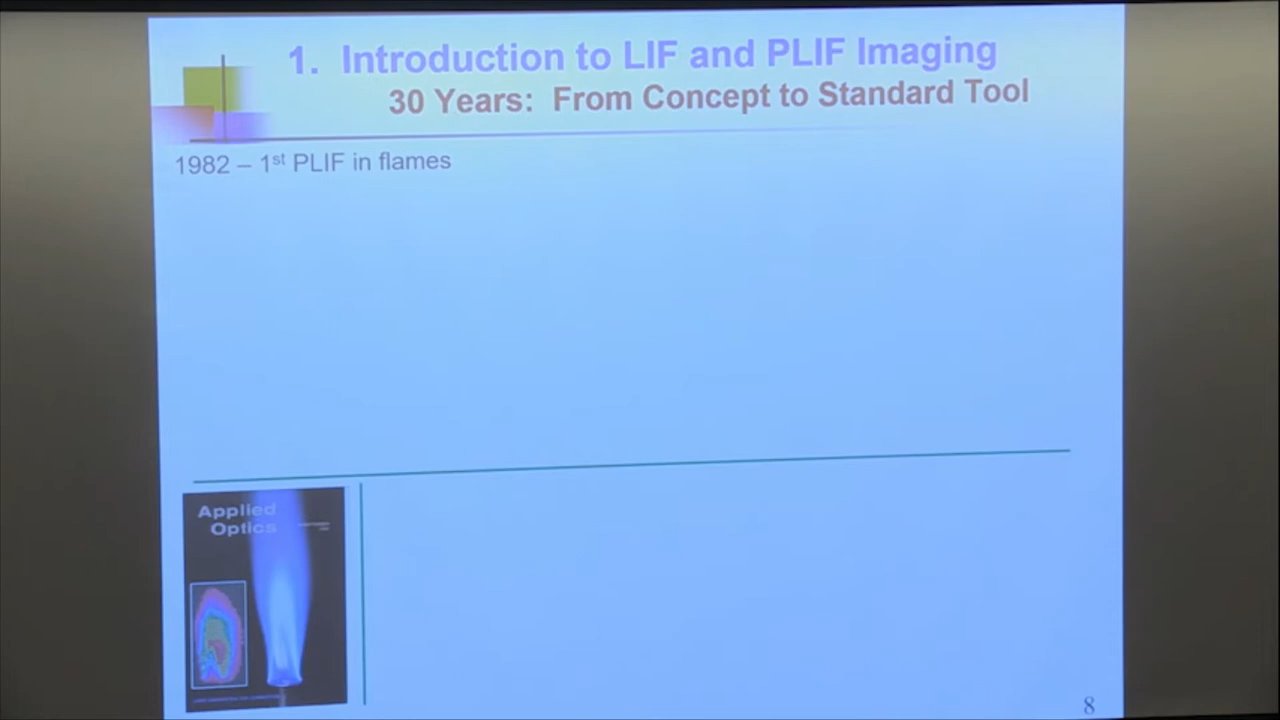 1. Introduction to LIF and PLIF Imaging
30 Years: From Concept to Standard Tool
1982 – 1st PLIF in flames
Applied
Optics
8